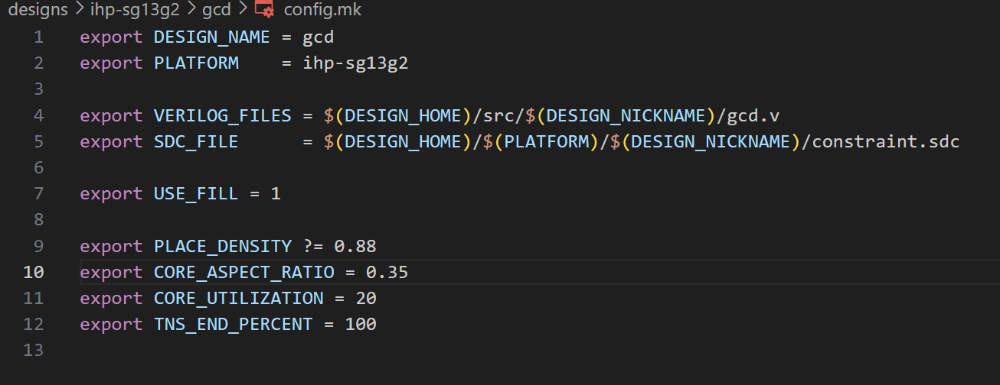 designs > ihp-sg13g2 > gcd > config.mk
1 export DESIGN_NAME = gcd
2 export PLATFORM    = ihp-sg13g2
3
4 export VERILOG_FILES = $(DESIGN_HOME)/src/$(DESIGN_NICKNAME)/gcd.v
5 export SDC_FILE      = $(DESIGN_HOME)/$(PLATFORM)/$(DESIGN_NICKNAME)/constraint.sdc
6
7 export USE_FILL = 1
8
9 export PLACE_DENSITY ?= 0.88
10 export CORE_ASPECT_RATIO = 0.35
11 export CORE_UTILIZATION = 20
12 export TNS_END_PERCENT = 100
13